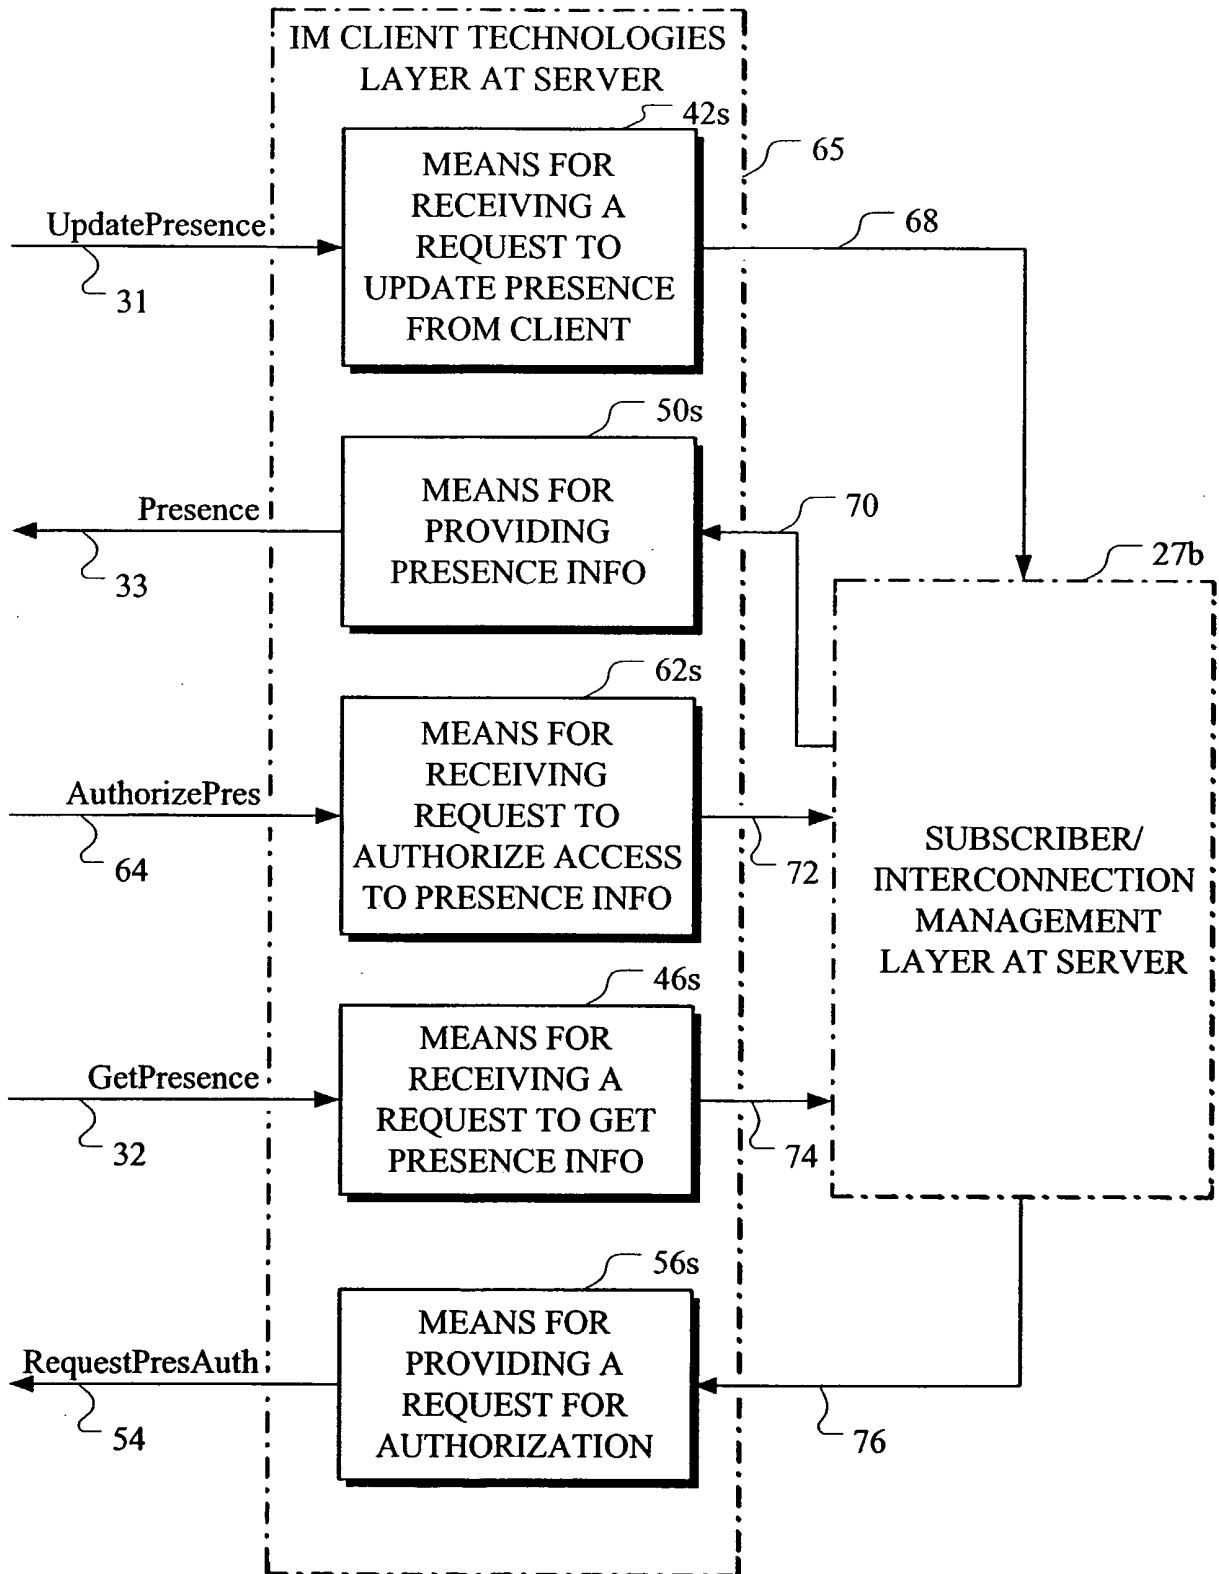 IM CLIENT TECHNOLOGIES
LAYER AT SERVER
42s
65
MEANS FOR
RECEIVING A
REQUEST TO
UPDATE PRESENCE
FROM CLIENT
UpdatePresence
31
68
50s
MEANS FOR
PROVIDING
PRESENCE INFO
Presence
33
70
27b
62s
MEANS FOR
RECEIVING
REQUEST TO
AUTHORIZE ACCESS
TO PRESENCE INFO
AuthorizePres
64
72
SUBSCRIBER/
INTERCONNECTION
MANAGEMENT
LAYER AT SERVER
46s
MEANS FOR
RECEIVING A
REQUEST TO GET
PRESENCE INFO
GetPresence
32
74
56s
MEANS FOR
PROVIDING A
REQUEST FOR
AUTHORIZATION
RequestPresAuth
54
76